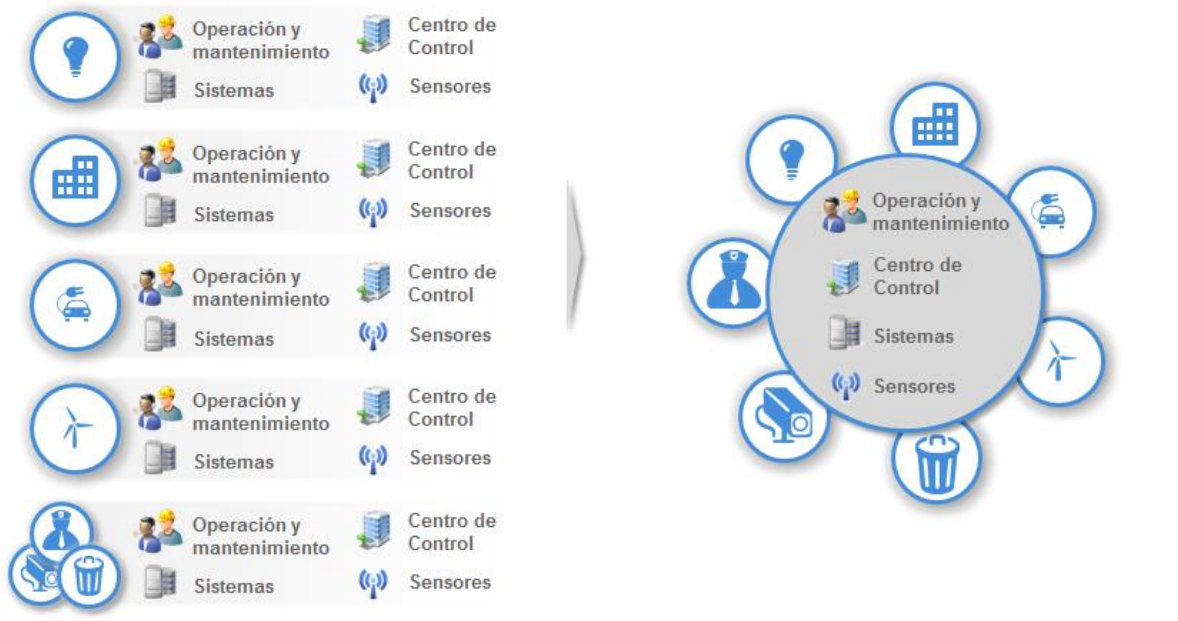 Operación y
mantenimiento
Centro de
Control
Sistemas
Sensores
Operación y
mantenimiento
Centro de
Control
Sistemas
Sensores
Operación y
mantenimiento
Centro de
Control
Sistemas
Sensores
Operación y
mantenimiento
Centro de
Control
Sistemas
Sensores
Operación y
mantenimiento
Centro de
Control
Sistemas
Sensores
Operación y
mantenimiento
Centro de
Control
Sistemas
Sensores